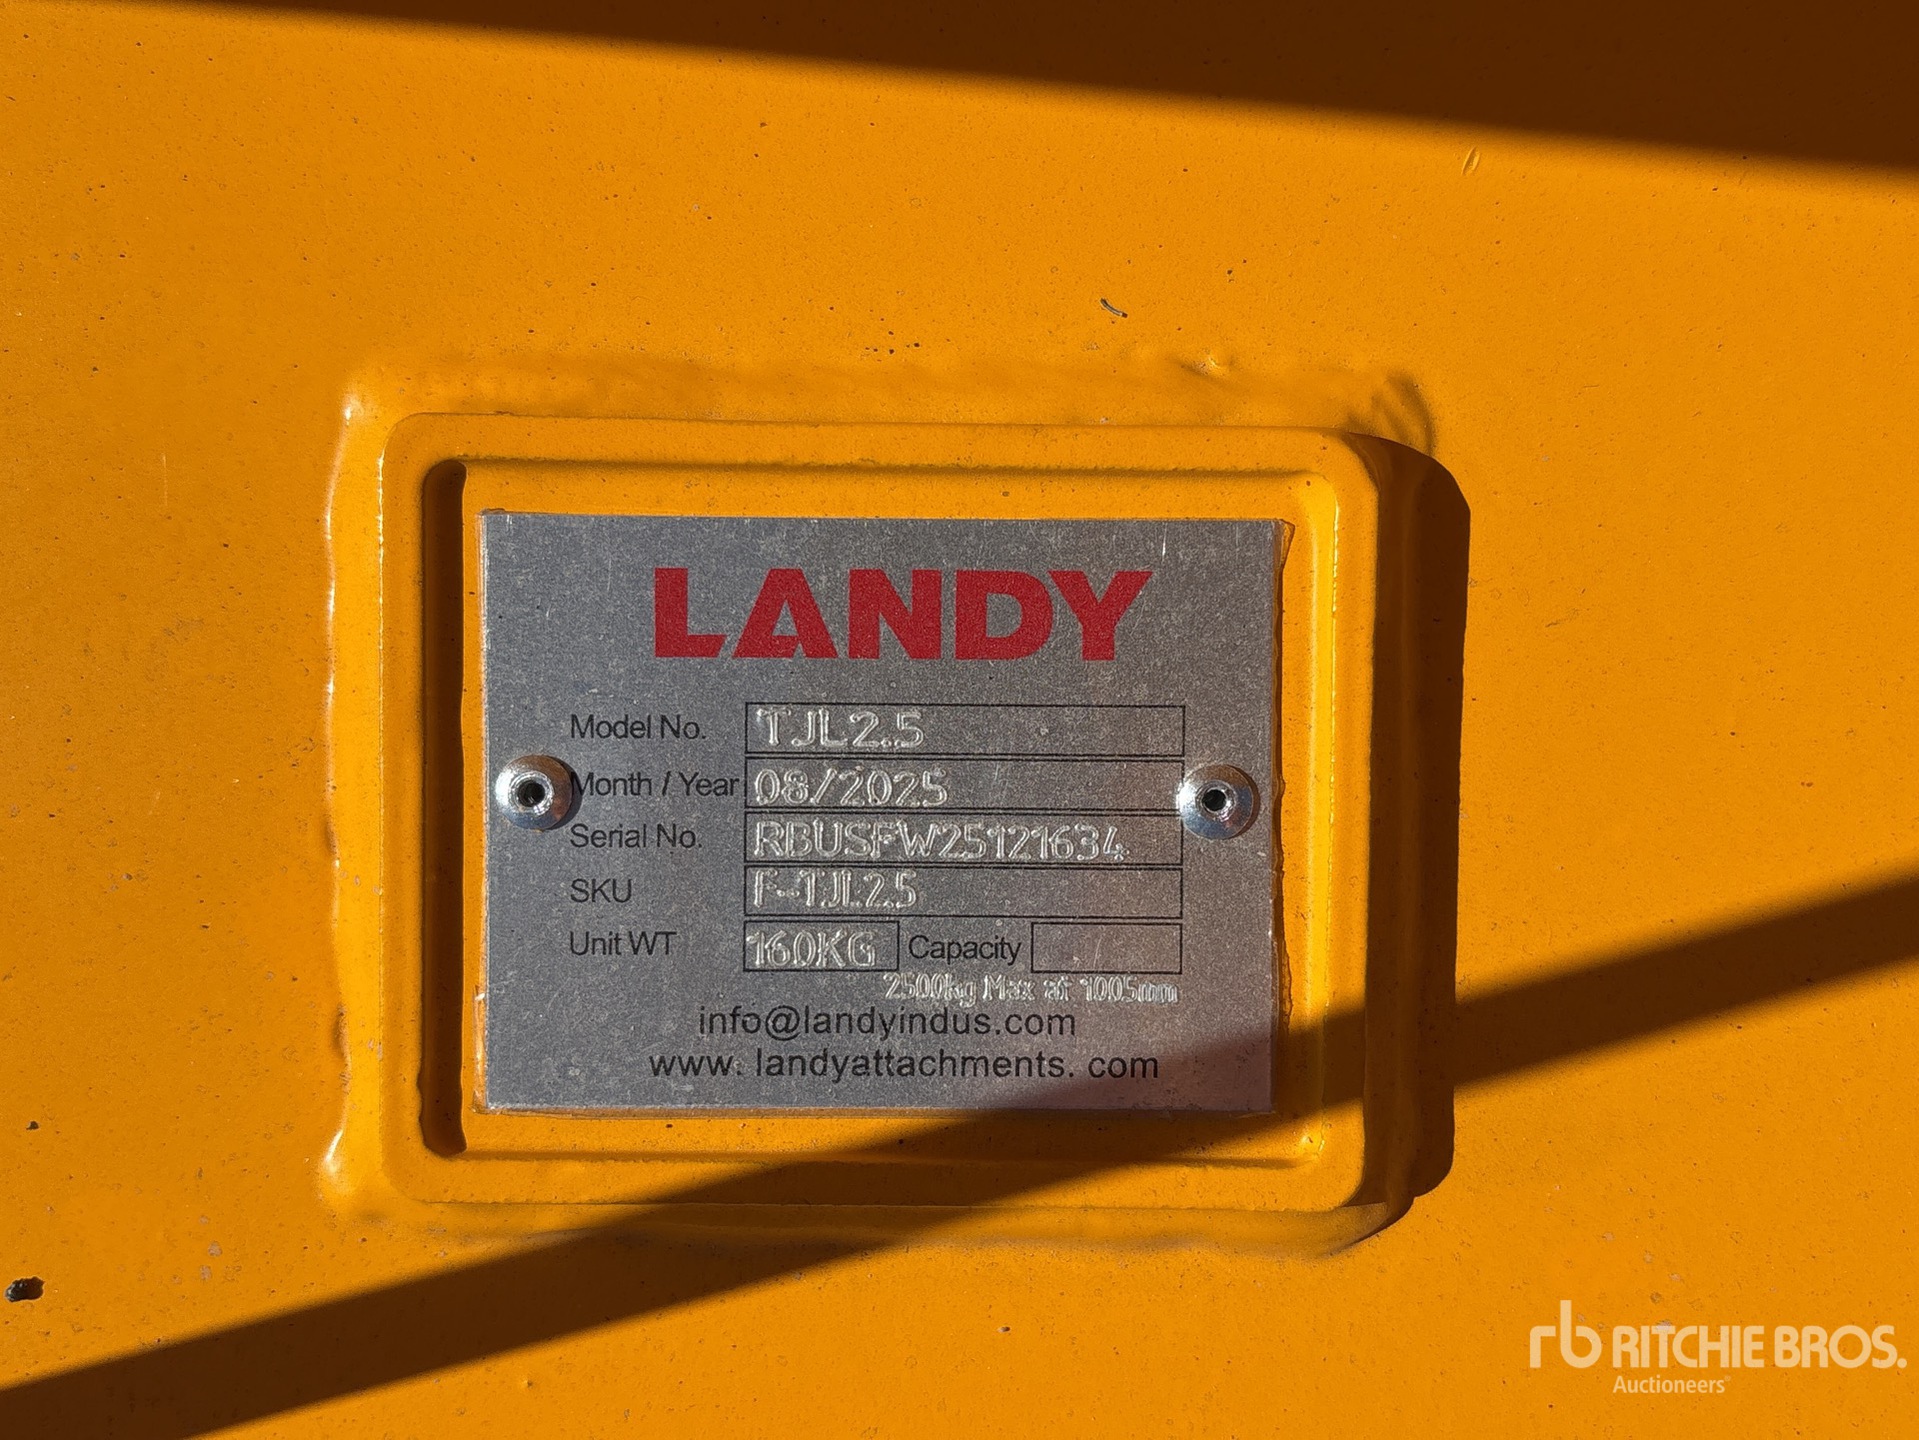 LANDY
Model No. TJL2.5
Month / Year 08/2025
Serial No. RBUSFW25121634
SKU F-TJL2.5
Unit WT 160KG Capacity
2500kg Max at 1005mm
info@landyindus.com
www. landyattachments. com
rb RITCHIE BROS.
Auctioneers